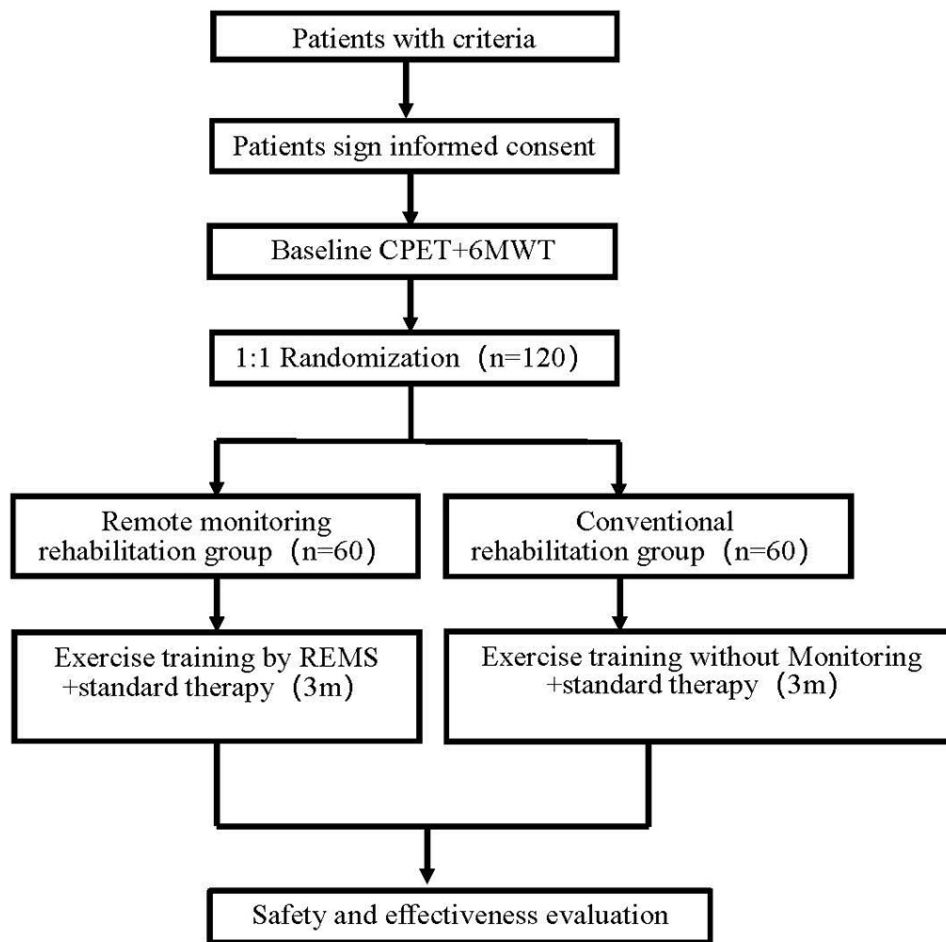 Patients with criteria
Patients sign informed consent
Baseline CPET+6MWT
1:1 Randomization (n=120)
Remote monitoring
rehabilitation group (n=60)
Conventional
rehabilitation group (n=60)
Exercise training by REMS
+standard therapy (3m)
Exercise training without Monitoring
+standard therapy (3m)
Safety and effectiveness evaluation